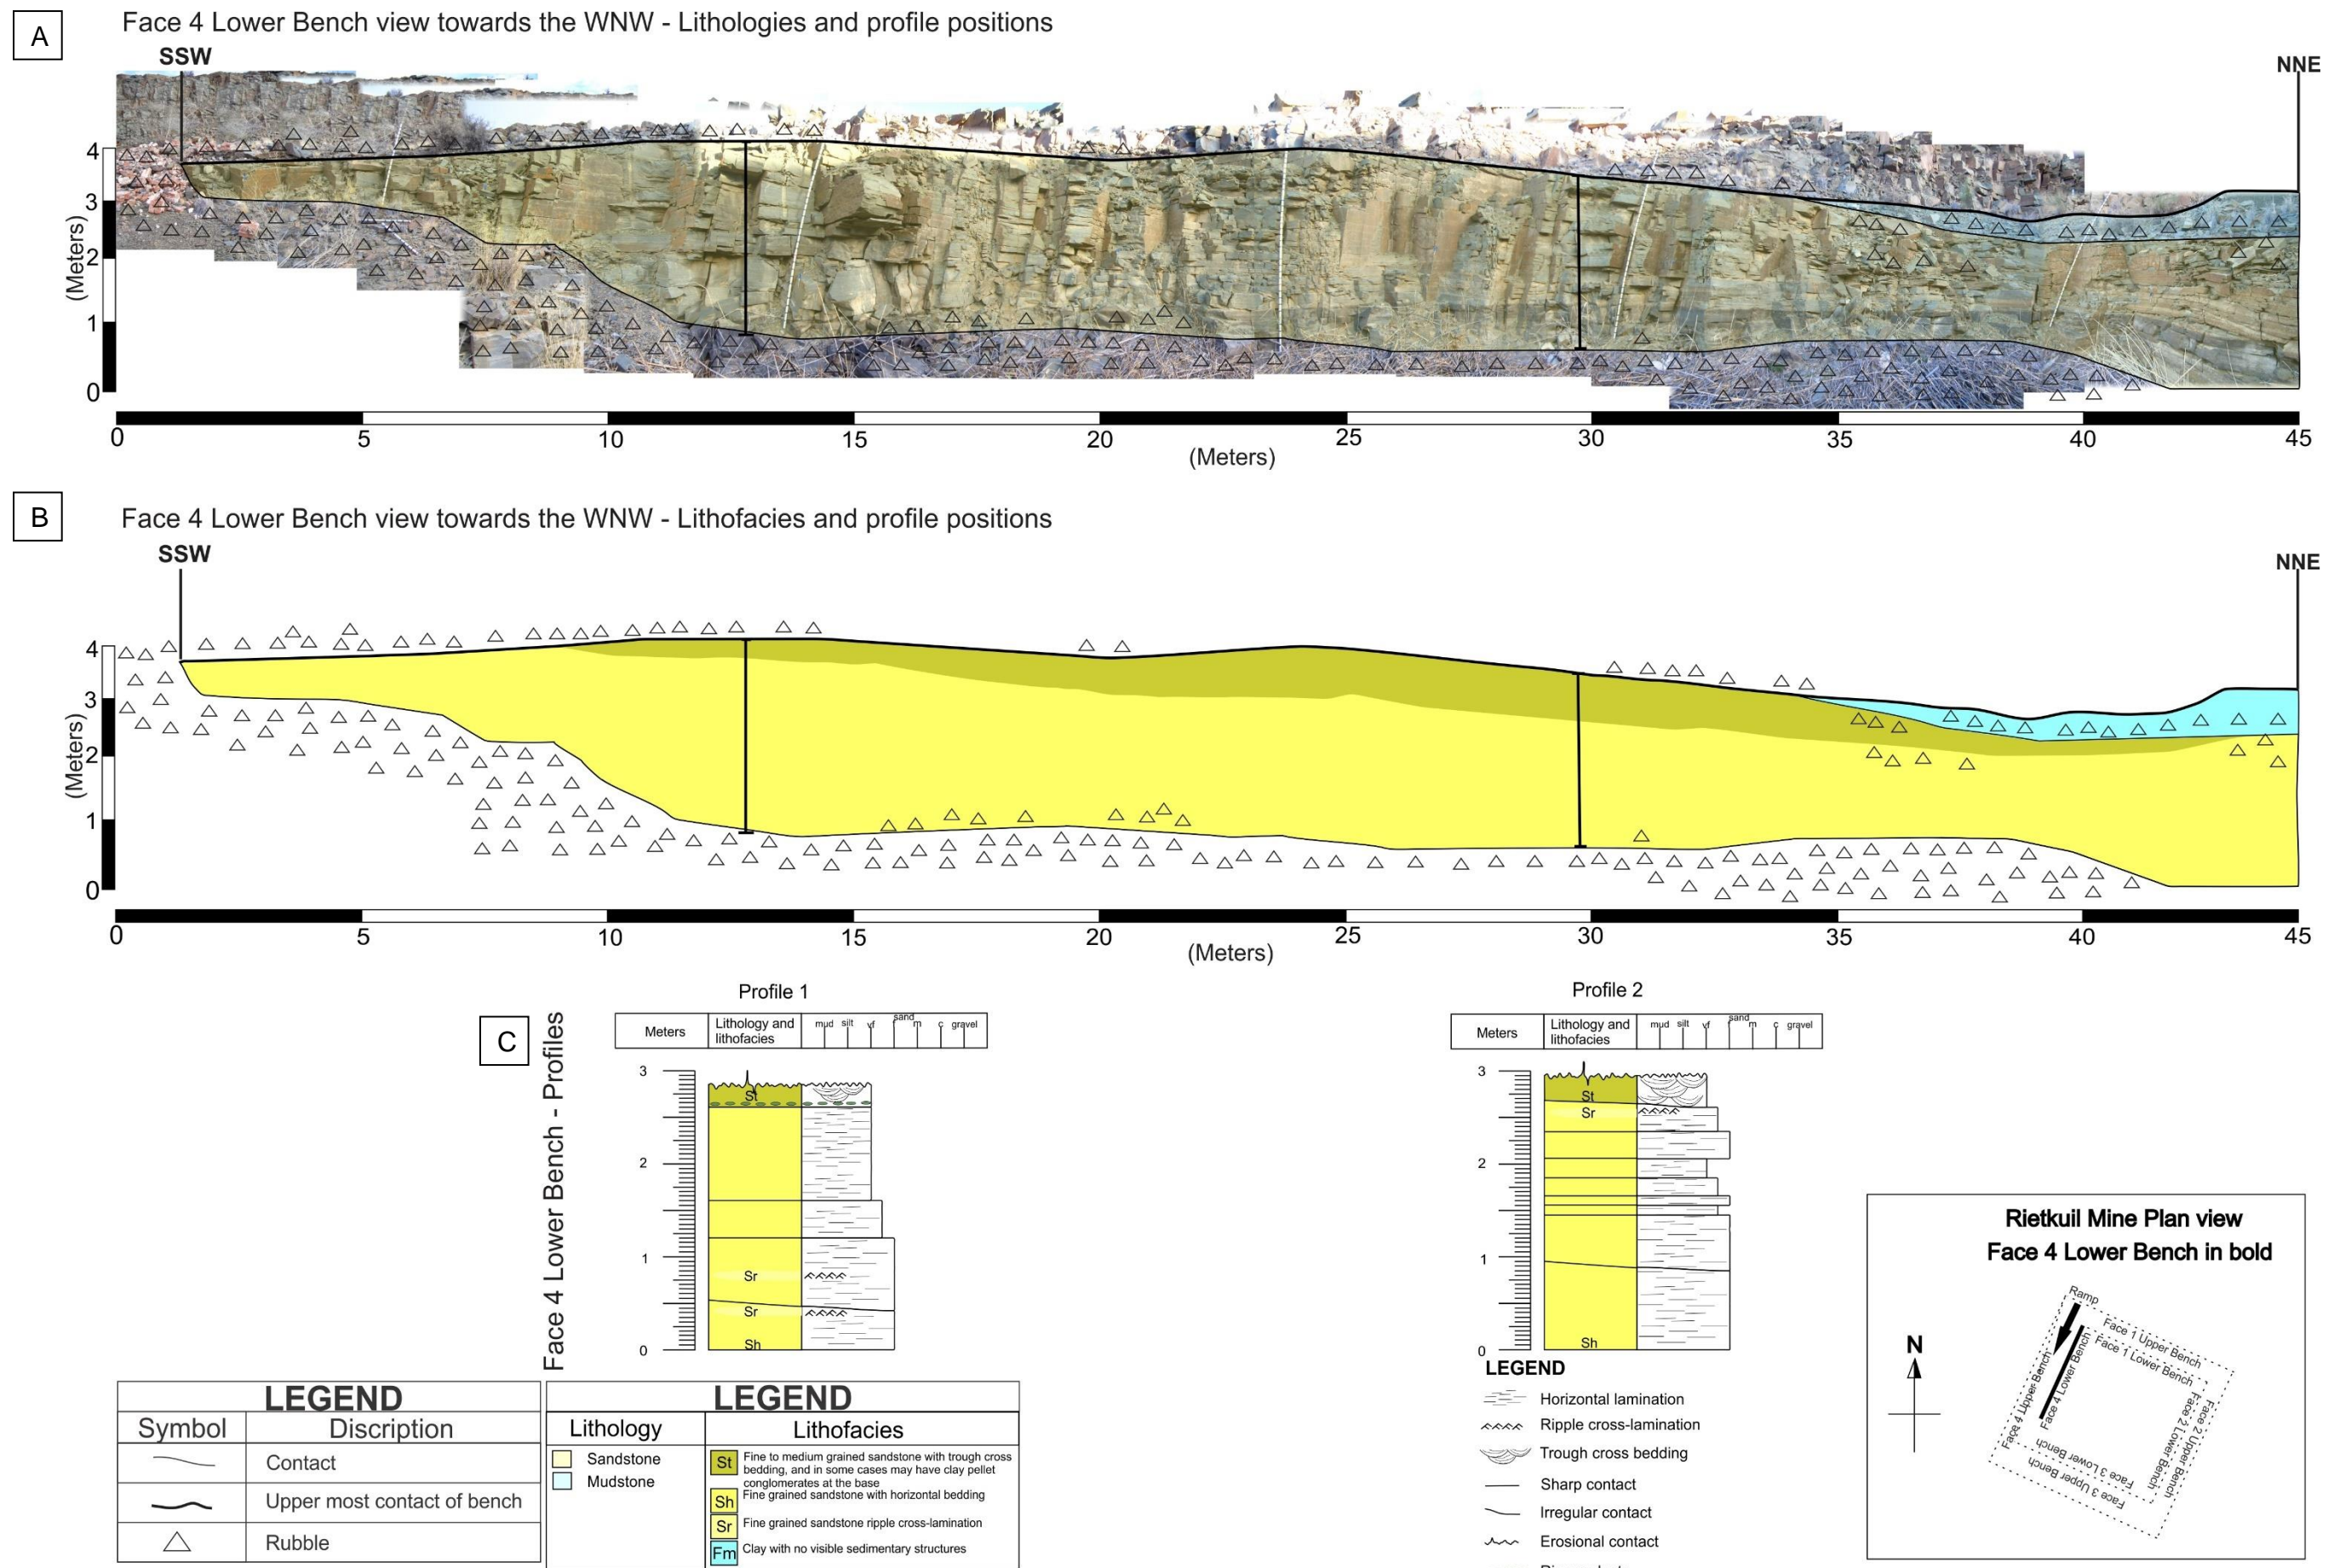 A
Face 4 Lower Bench view towards the WNW - Lithologies and profile positions
SSW
NNE
4
3
2
1
0
(Meters)
0 5 10 15 20 25 30 35 40 45
(Meters)
B
Face 4 Lower Bench view towards the WNW - Lithofacies and profile positions
SSW
NNE
4
3
2
1
0
(Meters)
0 5 10 15 20 25 30 35 40 45
(Meters)
C
Face 4 Lower Bench - Profiles
Profile 1
Meters
Lithology and
lithofacies
sand
mud silt vf f m c gravel
3
2
1
0
St
Sr
Sr
Sh
Profile 2
Meters
Lithology and
lithofacies
sand
mud silt vf f m c gravel
3
2
1
0
St
Sr
Sh
LEGEND
Symbol Discription
Contact
Upper most contact of bench
Rubble
LEGEND
Lithology Lithofacies
Sandstone
Mudstone
St Fine to medium grained sandstone with trough cross
bedding, and in some cases may have clay pellet
conglomerates at the base
Sh Fine grained sandstone with horizontal bedding
Sr Fine grained sandstone ripple cross-lamination
Fm Clay with no visible sedimentary structures
LEGEND
Horizontal lamination
Ripple cross-lamination
Trough cross bedding
Sharp contact
Irregular contact
Erosional contact
Rietkuil Mine Plan view
Face 4 Lower Bench in bold
N
Ramp
Face 1 Upper Bench
Face 1 Lower Bench
Face 2 Upper Bench
Face 2 Lower Bench
Face 3 Lower Bench
Face 3 Upper Bench
Face 4 Upper Bench
Face 4 Lower Bench